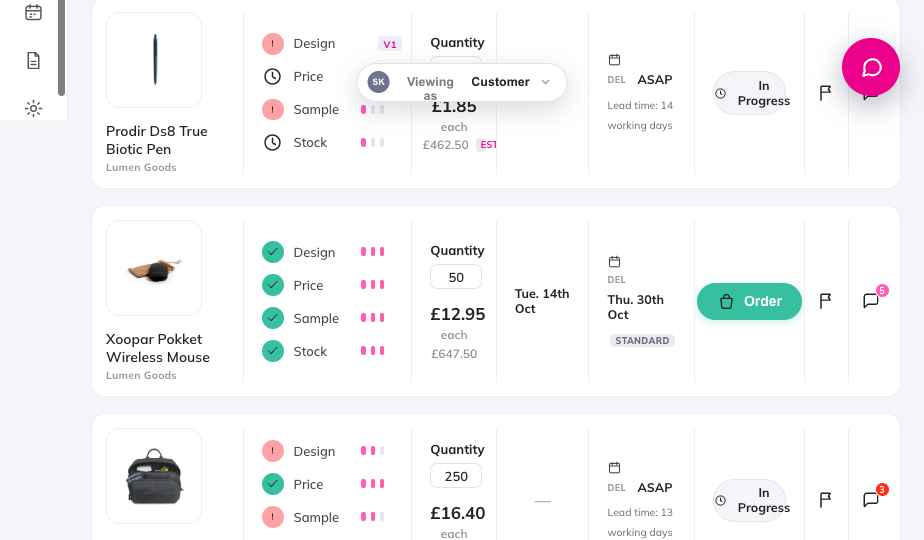 Design
V1
Price
Sample
Stock
Prodir Ds8 True
Biotic Pen
Lumen Goods
Quantity
SK
Viewing
as
Customer
£1.85
each
£462.50
EST
DEL
ASAP
Lead time: 14
working days
In
Progress
Design
Price
Sample
Stock
Xoopar Pokket
Wireless Mouse
Lumen Goods
Quantity
50
£12.95
each
£647.50
Tue. 14th
Oct
DEL
Thu. 30th
Oct
STANDARD
Order
5
Design
Price
Sample
Quantity
250
£16.40
each
—
DEL
ASAP
Lead time: 13
working days
In
Progress
3